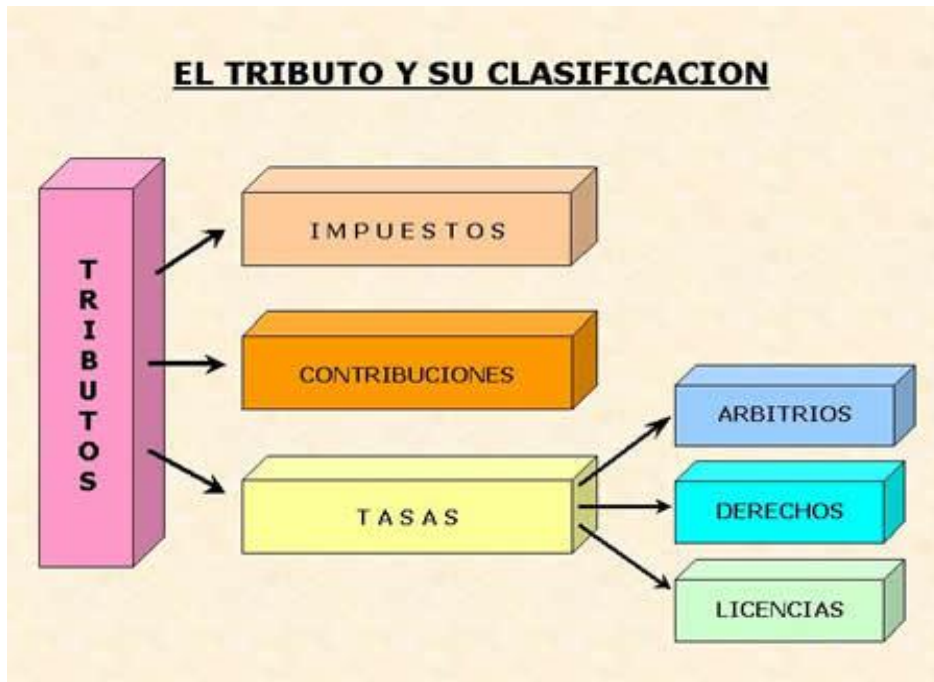 EL TRIBUTO Y SU CLASIFICACION
TRIBUTOS
IMPUESTOS
CONTRIBUCIONES
TASAS
ARBITRIOS
DERECHOS
LICENCIAS